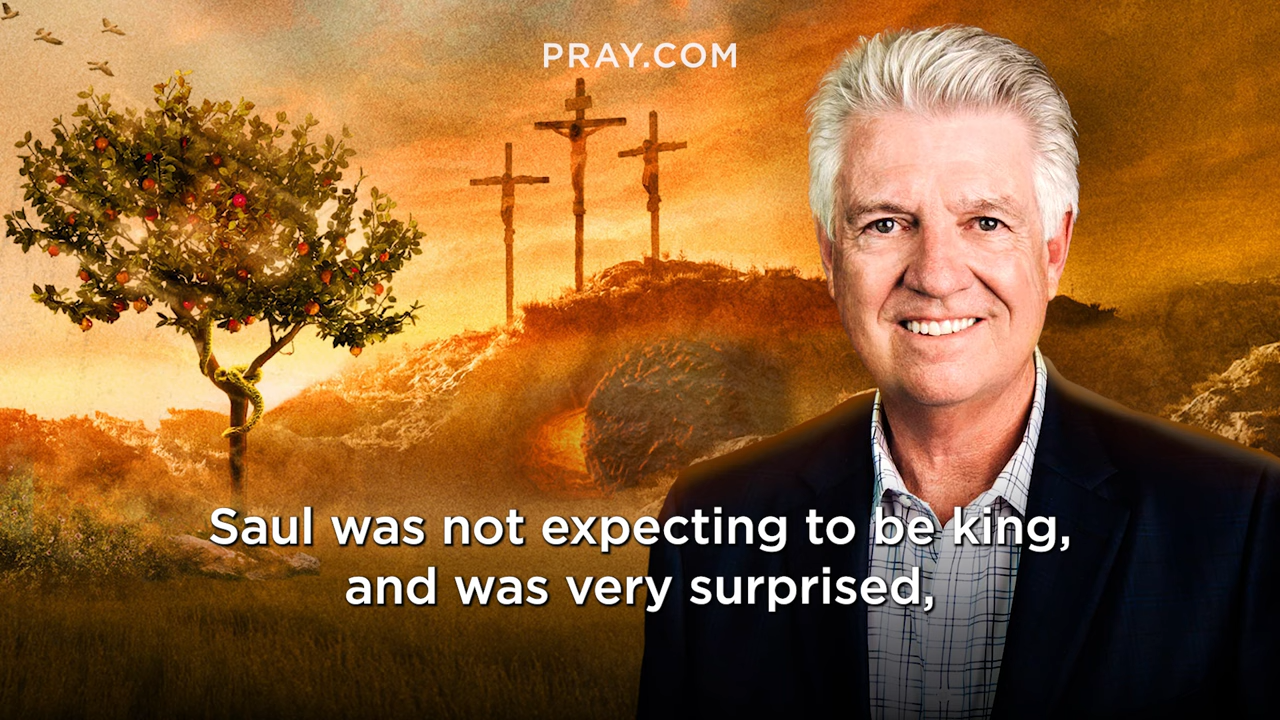 PRAY.COM
Saul was not expecting to be king,
and was very surprised,